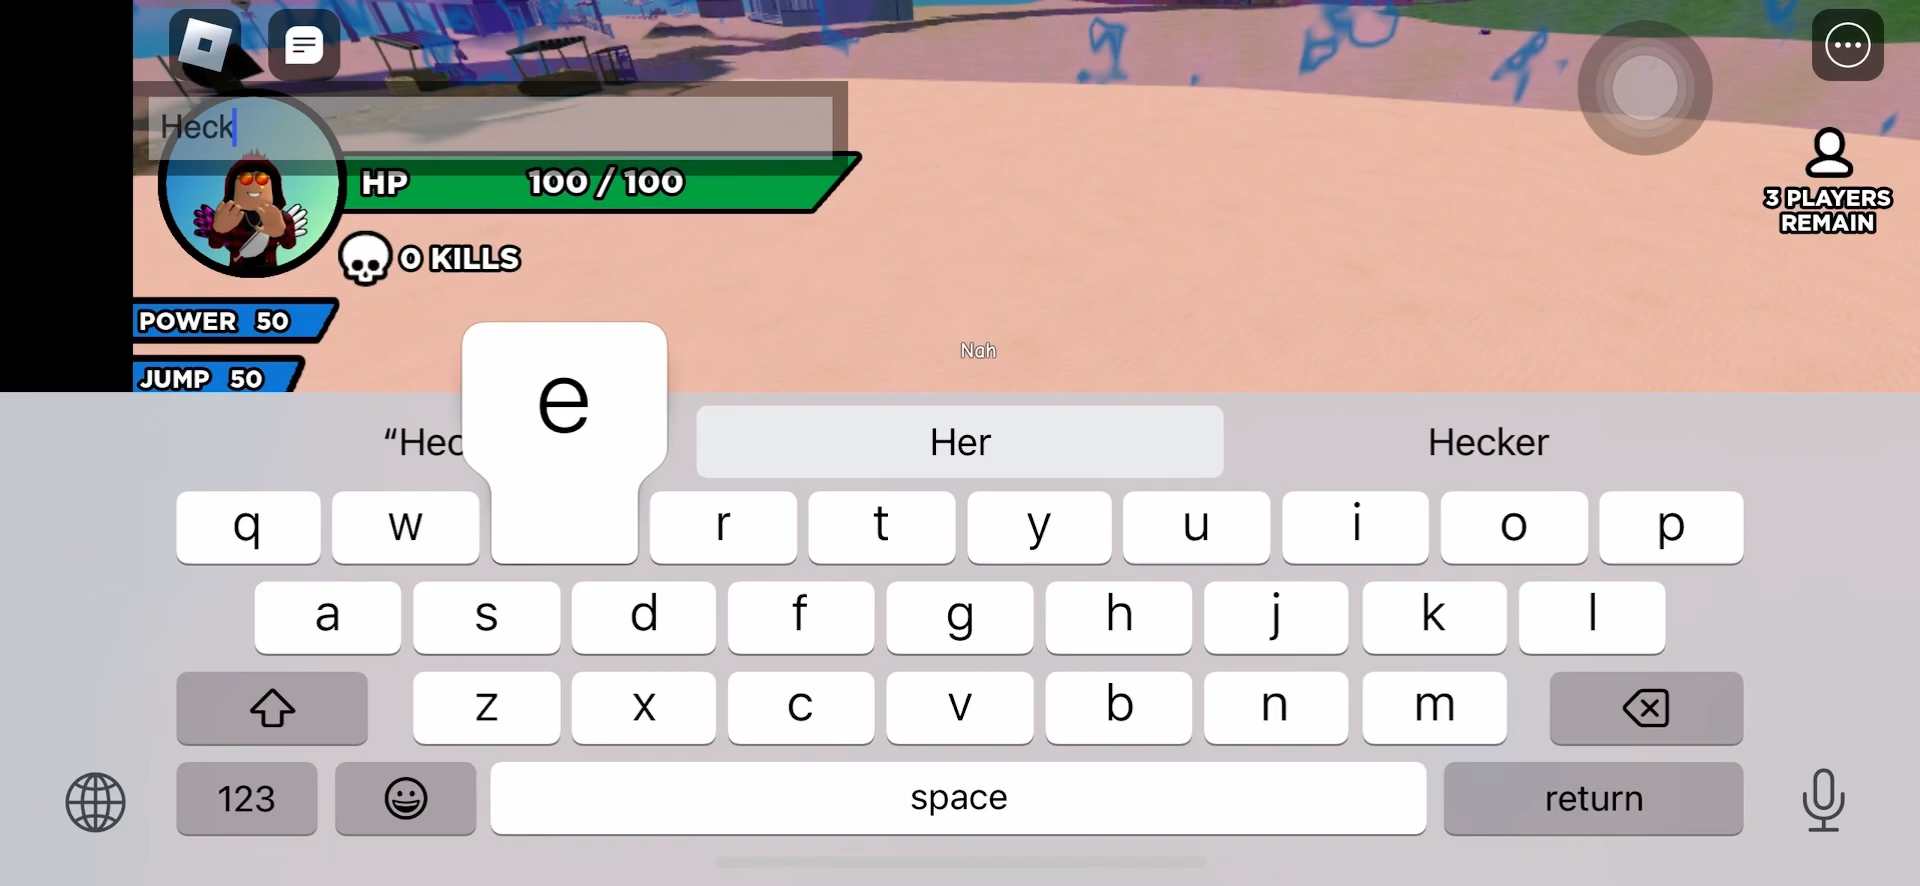 Heck
HP 100 / 100
0 KILLS
3 PLAYERS
REMAIN
POWER 50
JUMP 50
Nah
e
Her
Hecker
q w r t y u i o p
a s d f g h j k l
z x c v b n m
123 space return